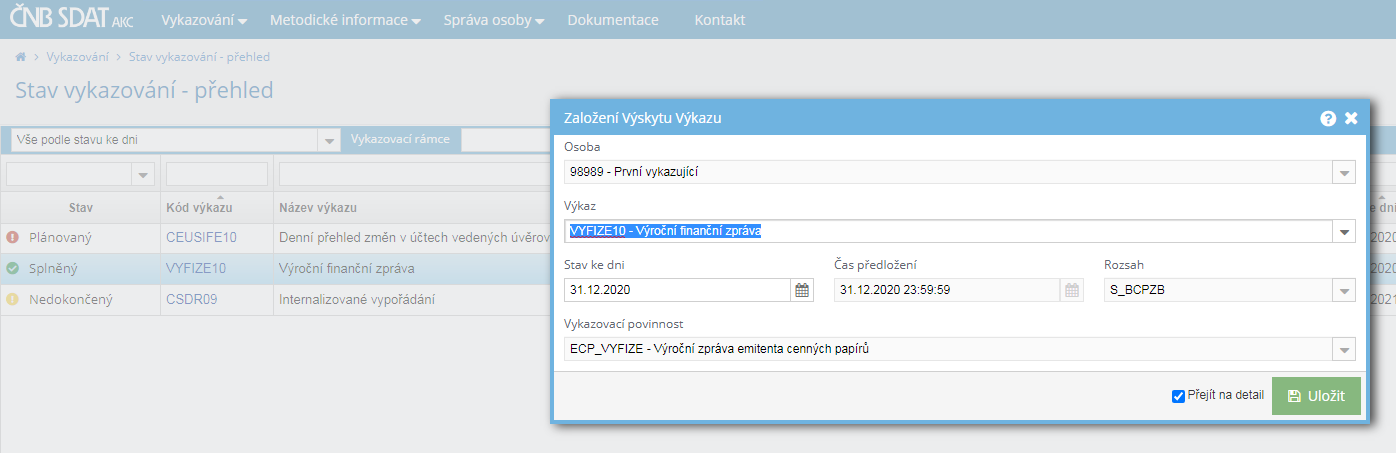 ČNB SDAT AKC Vykazování Metodické informace Správa osoby Dokumentace Kontakt
Vykazování Stav vykazování - přehled
Stav vykazování - přehled
Vše podle stavu ke dni Vykazovací rámce
Stav Kód výkazu Název výkazu e dni
Plánovaný CEUSIFE10 Denní přehled změn v účtech vedených úvěrov 2020
Splněný VYFIZE10 Výroční finanční zpráva 2020
Nedokončený CSDR09 Internalizované vypořádání 2021
Založení Výskytu Výkazu
Osoba
98989 - První vykazující
Výkaz
VYFIZE10 - Výroční finanční zpráva
Stav ke dni Čas předložení Rozsah
31.12.2020 31.12.2020 23:59:59 S_BCPZB
Vykazovací povinnost
ECP_VYFIZE - Výroční zpráva emitenta cenných papírů
Přejít na detail Uložit